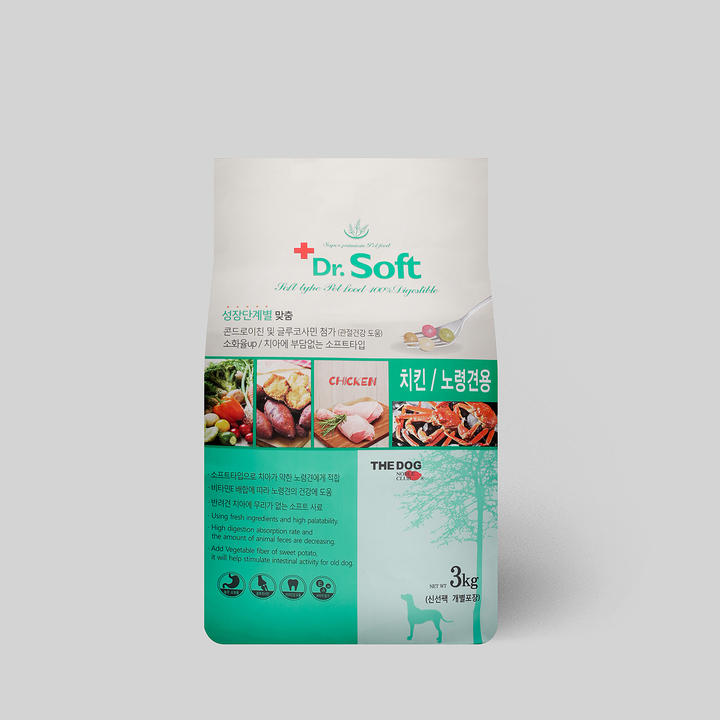 Super premium Pet food
Dr. Soft
Soft type Pet food 100% Digestible
성장단계별 맞춤
콘드로이친 및 글루코사민 첨가 (관절건강 도움)
소화율up / 치아에 부담없는 소프트타입
CHICKEN
치킨 / 노령견용
THE DOG
NOBLE
CLUB
· 소프트타입으로 치아가 약한 노령견에게 적합
· 비타민E 배합에 따라 노령견의 건강에 도움
· 반려견 치아에 무리가 없는 소프트 사료
· Using fresh ingredients and high palatability.
· High digestion absorption rate and
the amount of animal feces are decreasing.
· Add Vegetable fiber of sweet potato,
it will help stimulate intestinal activity for old dog.
NET WT 3kg
(신선팩 개별포장)